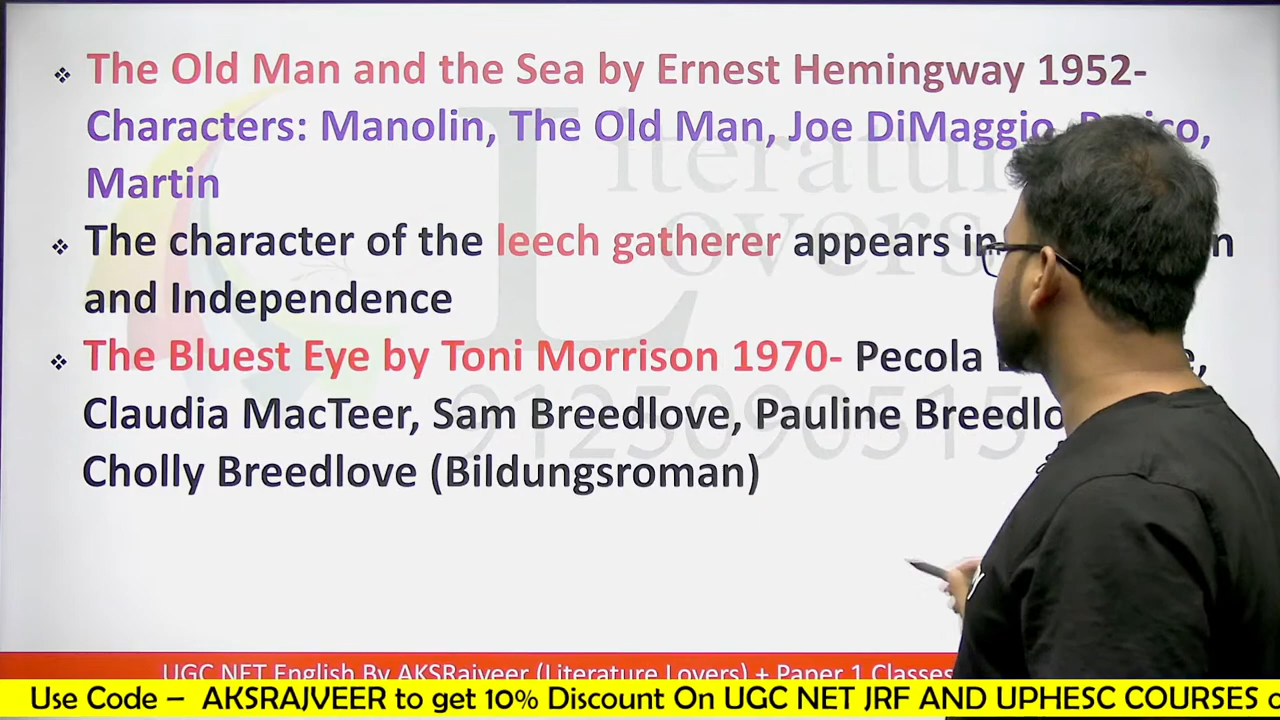 The Old Man and the Sea by Ernest Hemingway 1952-
Characters: Manolin, The Old Man, Joe DiMaggio,
Martin
The character of the leech gatherer appears in
and Independence
The Bluest Eye by Toni Morrison 1970- Pecola
Claudia MacTeer, Sam Breedlove, Pauline
Cholly Breedlove (Bildungsroman)
Literature
Lovers
9125090515
UGC NET English By AKSRajveer (Literature Lovers) + Paper 1 Classes
Use Code – AKSRAJVEER to get 10% Discount On UGC NET JRF AND UPHESC COURSES